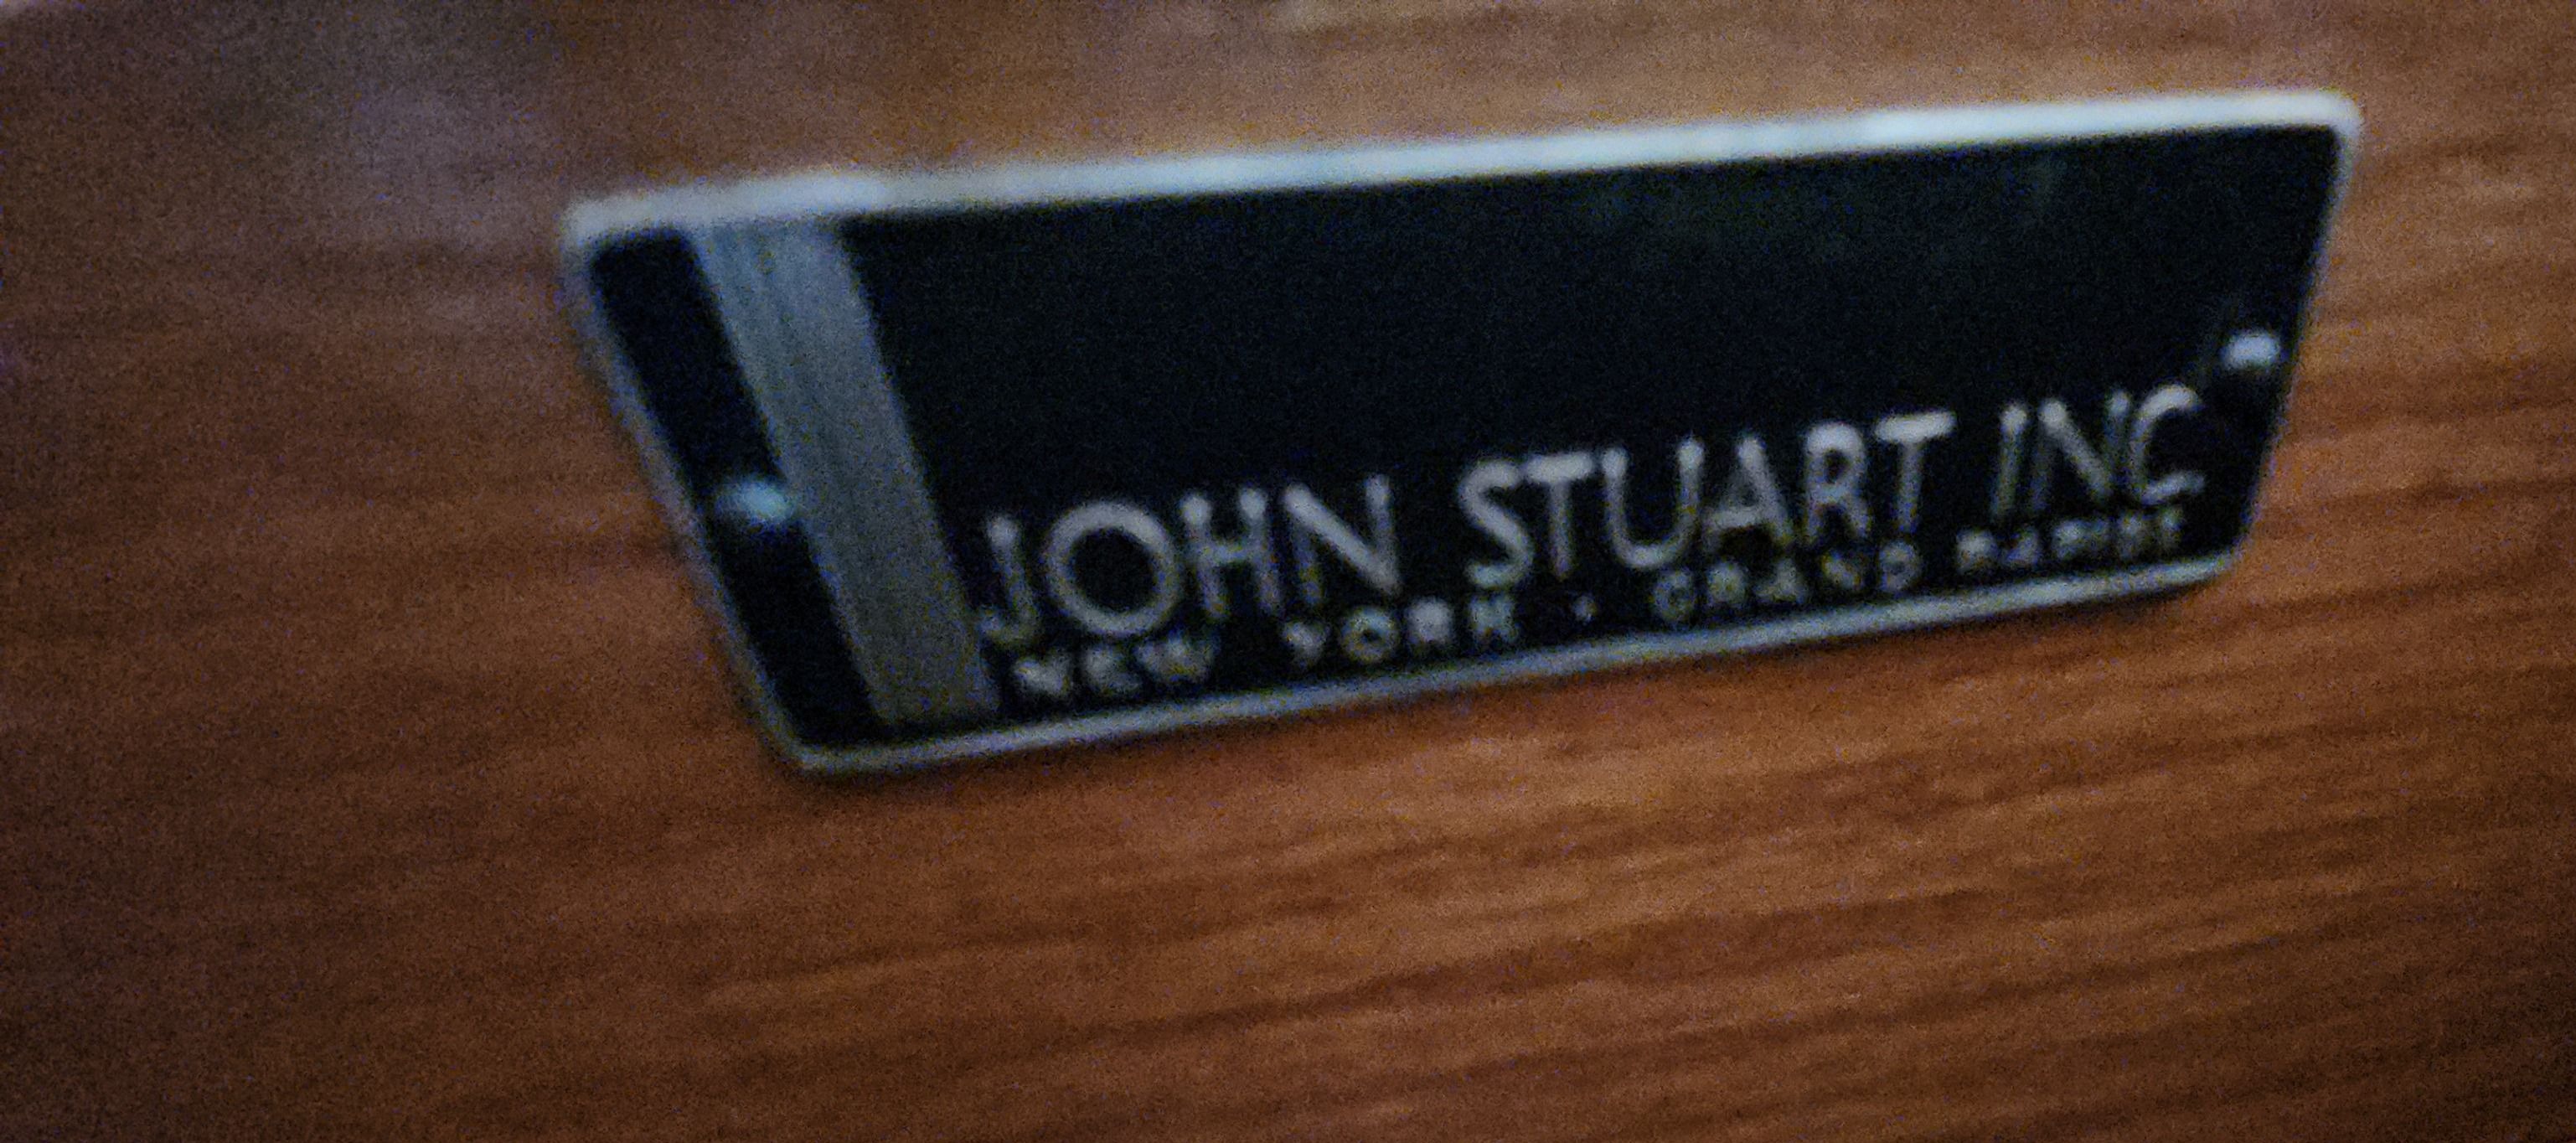 JOHN STUART INC
NEW YORK · GRAND RAPIDS